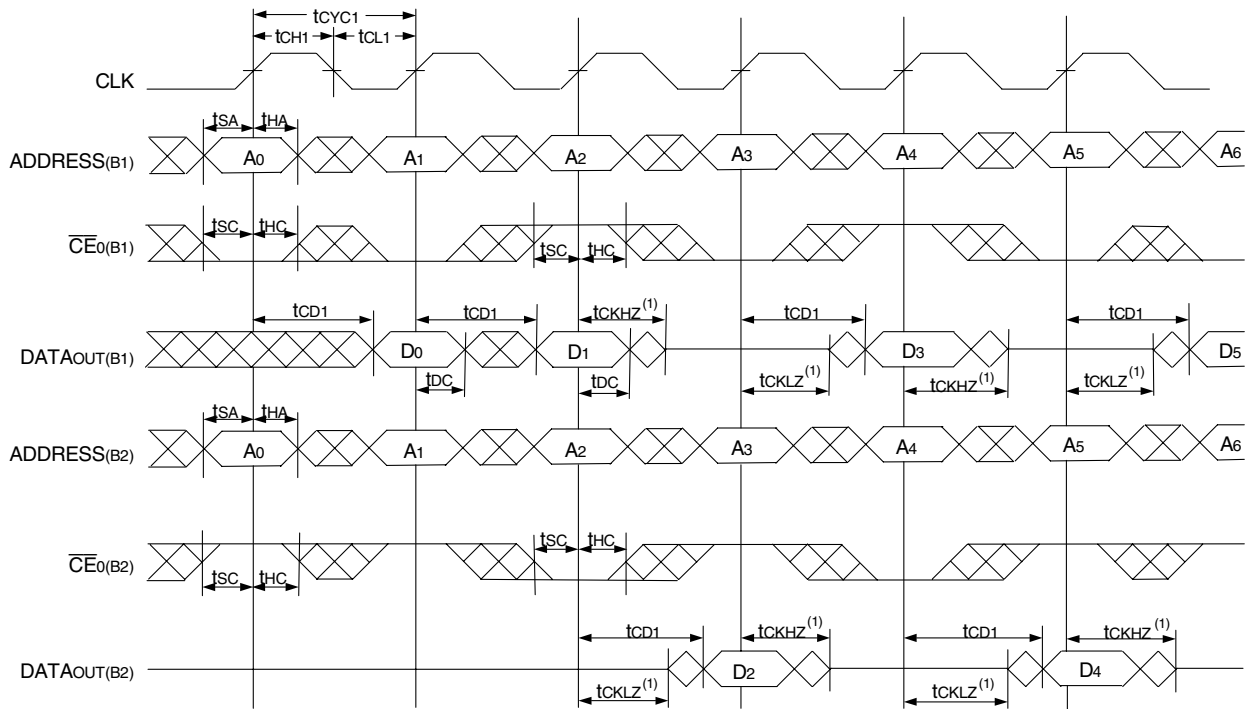 tCYC1
tCH1 tCL1
CLK
tSA tHA
ADDRESS(B1) A0 A1 A2 A3 A4 A5 A6
tSC tHC
CE0(B1)
tSC tHC
tCD1 tCD1 tCKHZ(1) tCD1 tCD1
DATAOUT(B1) D0 D1 D3 D5
tDC tDC tCKLZ(1) tCKHZ(1) tCKLZ(1)
tSA tHA
ADDRESS(B2) A0 A1 A2 A3 A4 A5 A6
tSC tHC
CE0(B2)
tSC tHC
tCD1 tCKHZ(1) tCD1 tCKHZ(1)
DATAOUT(B2) D2 D4
tCKLZ(1) tCKLZ(1)